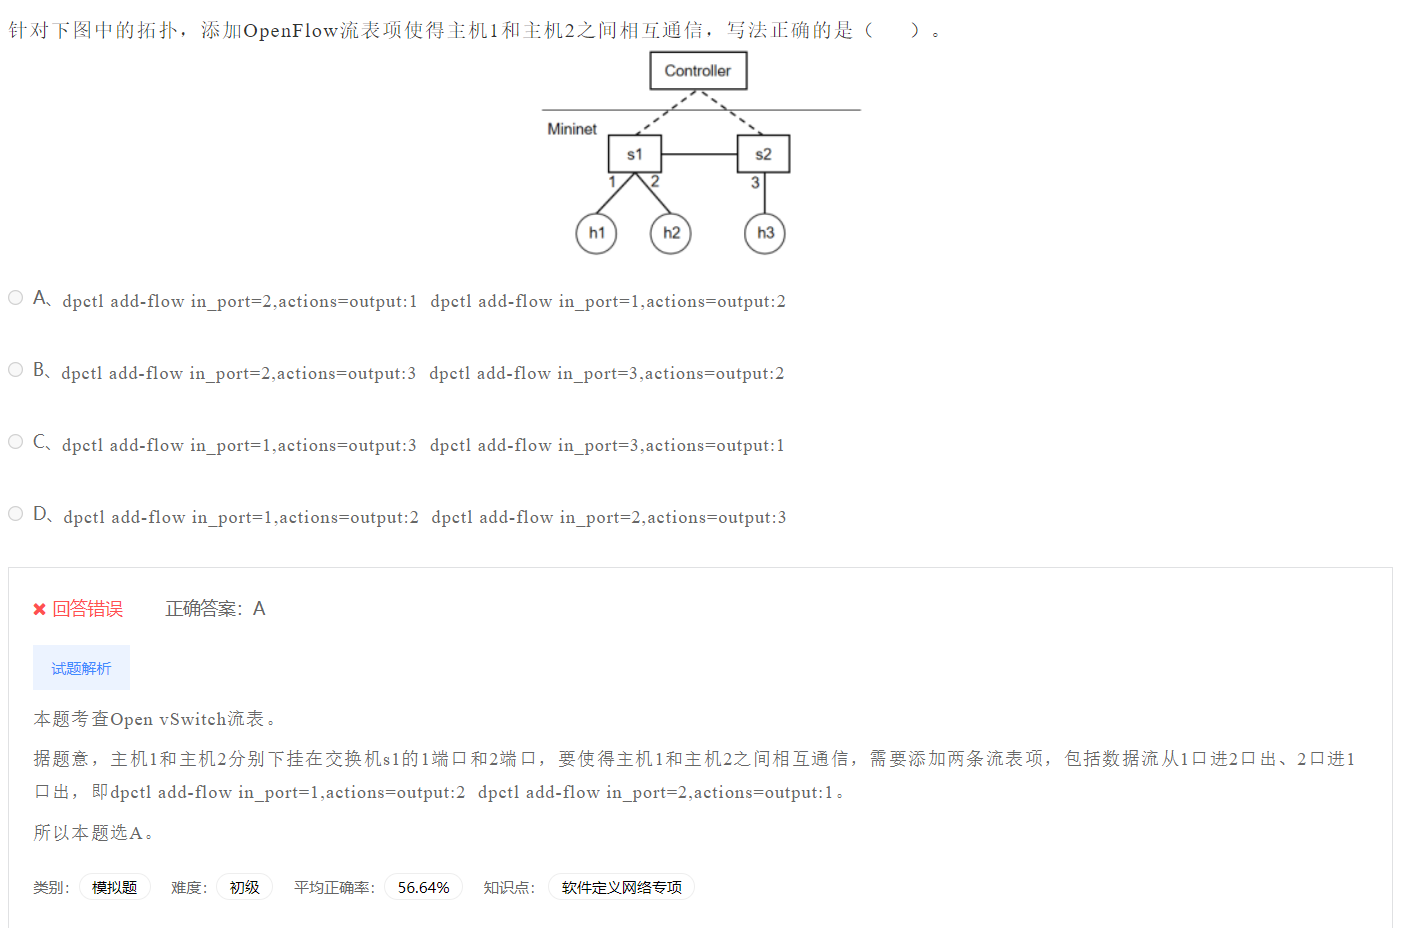 针对下图中的拓扑，添加OpenFlow流表项使得主机1和主机2之间相互通信，写法正确的是（　　）。
Controller
Mininet
s1
s2
1
2
3
h1
h2
h3
A、dpctl add-flow in_port=2,actions=output:1 dpctl add-flow in_port=1,actions=output:2
B、dpctl add-flow in_port=2,actions=output:3 dpctl add-flow in_port=3,actions=output:2
C、dpctl add-flow in_port=1,actions=output:3 dpctl add-flow in_port=3,actions=output:1
D、dpctl add-flow in_port=1,actions=output:2 dpctl add-flow in_port=2,actions=output:3
✖ 回答错误 正确答案：A
试题解析
本题考查Open vSwitch流表。
据题意，主机1和主机2分别下挂在交换机s1的1端口和2端口，要使得主机1和主机2之间相互通信，需要添加两条流表项，包括数据流从1口进2口出、2口进1
口出，即dpctl add-flow in_port=1,actions=output:2 dpctl add-flow in_port=2,actions=output:1。
所以本题选A。
类别： 模拟题 难度： 初级 平均正确率： 56.64% 知识点： 软件定义网络专项